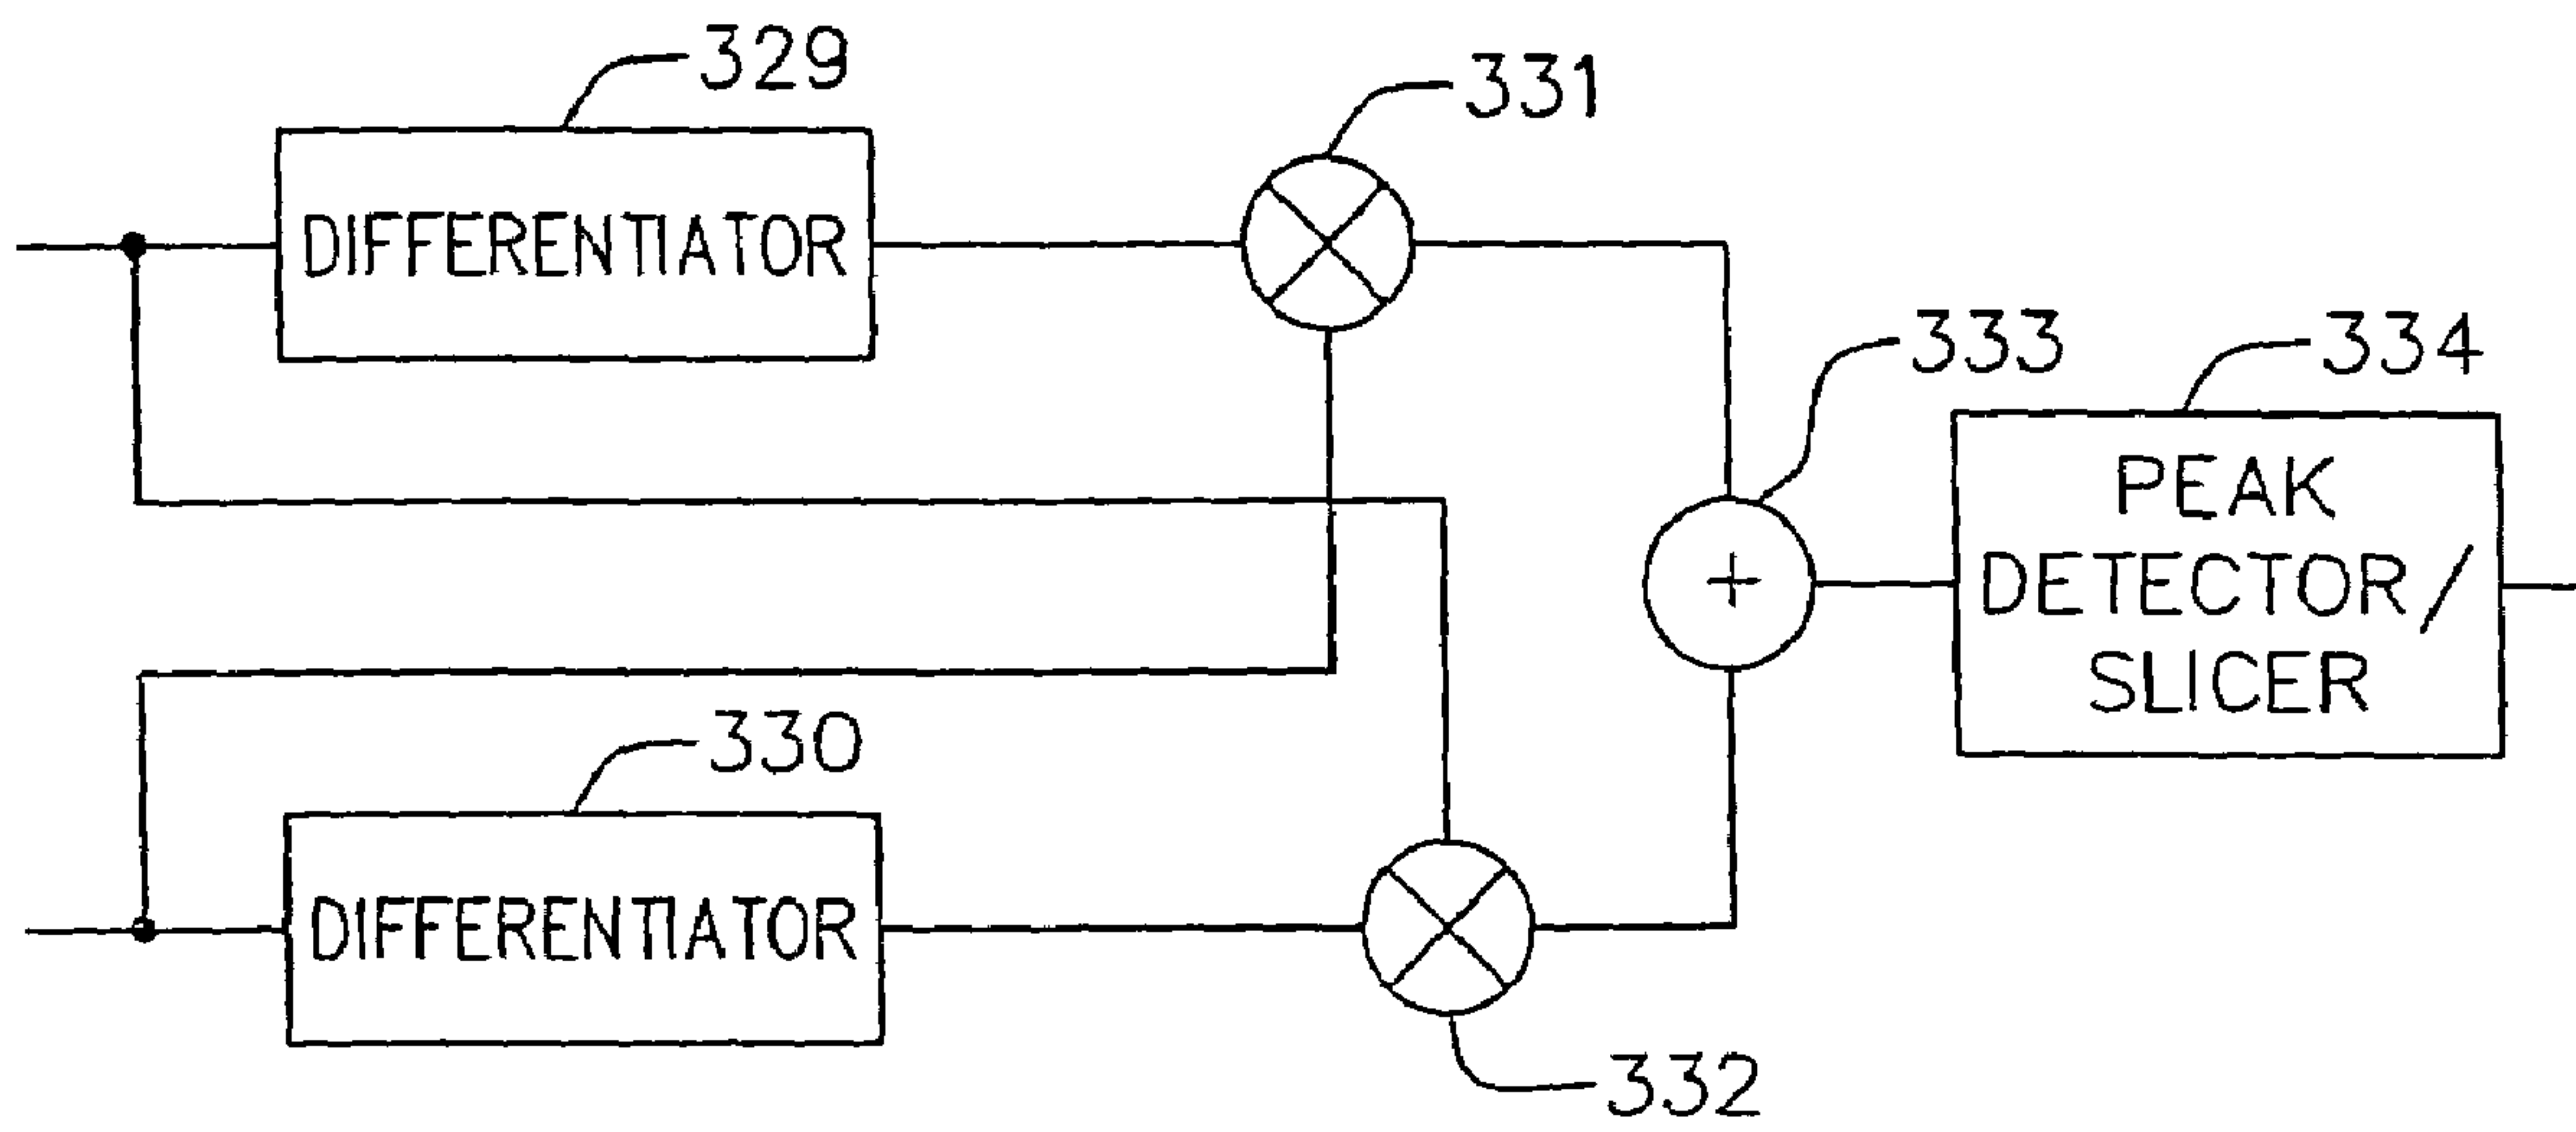 329
331
DIFFERENTIATOR
333
334
PEAK
DETECTOR/
SLICER
330
DIFFERENTIATOR
332